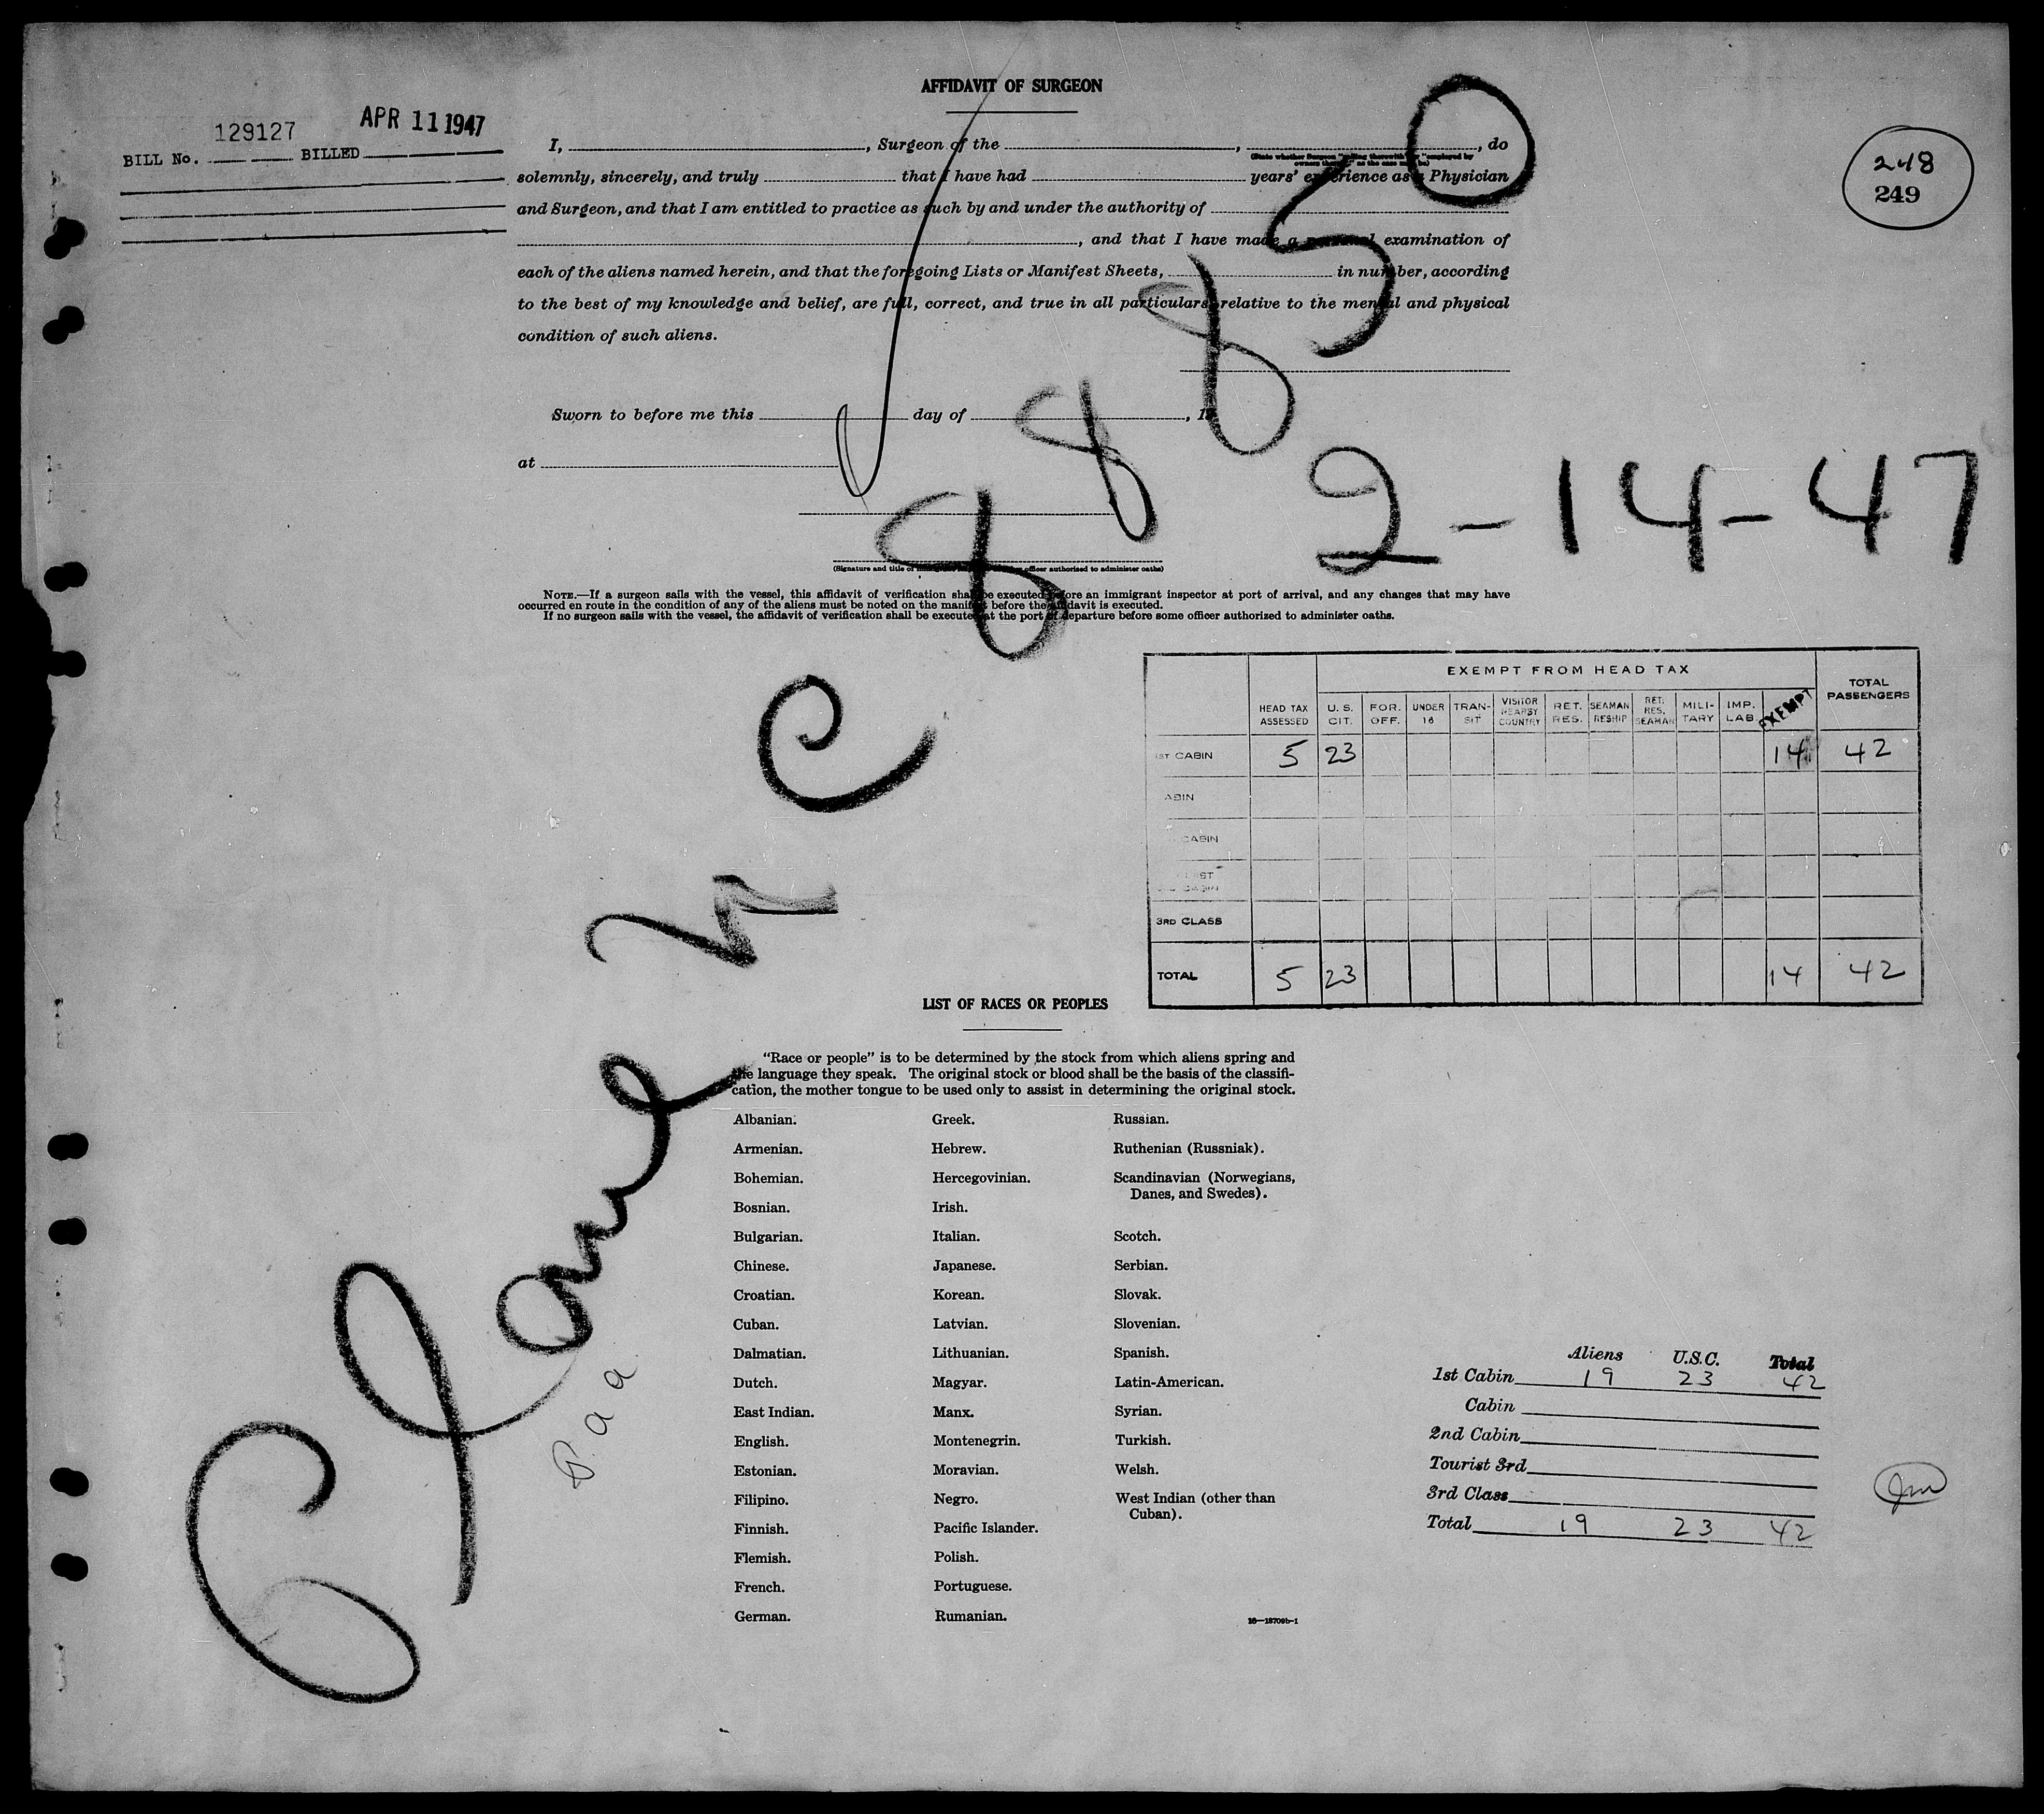 AFFIDAVIT OF SURGEON
129127 APR 11 1947
BILL No. BILLED
248
249
I, , Surgeon of the , , do
solemnly, sincerely, and truly that I have had years' experience as a Physician
and Surgeon, and that I am entitled to practice as such by and under the authority of
, and that I have made a personal examination of
each of the aliens named herein, and that the foregoing Lists or Manifest Sheets, in number, according
to the best of my knowledge and belief, are full, correct, and true in all particulars relative to the mental and physical
condition of such aliens.
Sworn to before me this day of , 19
at
2-14-47
NOTE.—If a surgeon sails with the vessel, this affidavit of verification shall be executed before an immigrant inspector at port of arrival, and any changes that may have
occurred en route in the condition of any of the aliens must be noted on the manifest before the affidavit is executed.
If no surgeon sails with the vessel, the affidavit of verification shall be executed at the port of departure before some officer authorized to administer oaths.
Plane NC 88850
P a a
EXEMPT FROM HEAD TAX
HEAD TAX ASSESSED U.S. CIT. FOR. OFF. UNDER 16 TRAN-SIT VISITOR NEARBY COUNTRY RET. RES. SEAMAN RESHIP RET. RES. SEAMAN MILI-TARY IMP. LAB EXEMPT TOTAL PASSENGERS
1ST CABIN 5 23 14 42
ABIN
CABIN
3RD CLASS
TOTAL 5 23 14 42
LIST OF RACES OR PEOPLES
"Race or people" is to be determined by the stock from which aliens spring and
the language they speak. The original stock or blood shall be the basis of the classifi-
cation, the mother tongue to be used only to assist in determining the original stock.
Albanian. Greek. Russian.
Armenian. Hebrew. Ruthenian (Russniak).
Bohemian. Hercegovinian. Scandinavian (Norwegians,
Danes, and Swedes).
Bosnian. Irish.
Bulgarian. Italian. Scotch.
Chinese. Japanese. Serbian.
Croatian. Korean. Slovak.
Cuban. Latvian. Slovenian.
Dalmatian. Lithuanian. Spanish.
Dutch. Magyar. Latin-American.
East Indian. Manx. Syrian.
English. Montenegrin. Turkish.
Estonian. Moravian. Welsh.
Filipino. Negro. West Indian (other than
Cuban).
Finnish. Pacific Islander.
Flemish. Polish.
French. Portuguese.
German. Rumanian.
16—18709b-1
Aliens U.S.C. Total
1st Cabin 19 23 42
Cabin
2nd Cabin
Tourist 3rd
3rd Class
Total 19 23 42